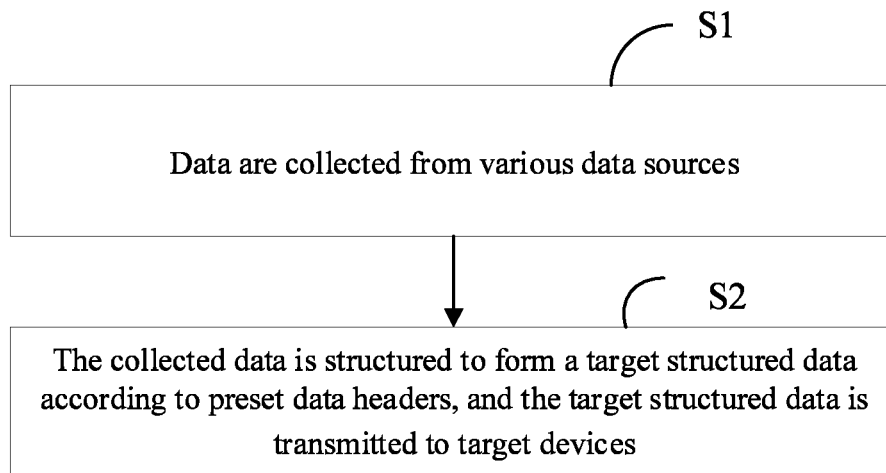 S1
Data are collected from various data sources
S2
The collected data is structured to form a target structured data
according to preset data headers, and the target structured data is
transmitted to target devices